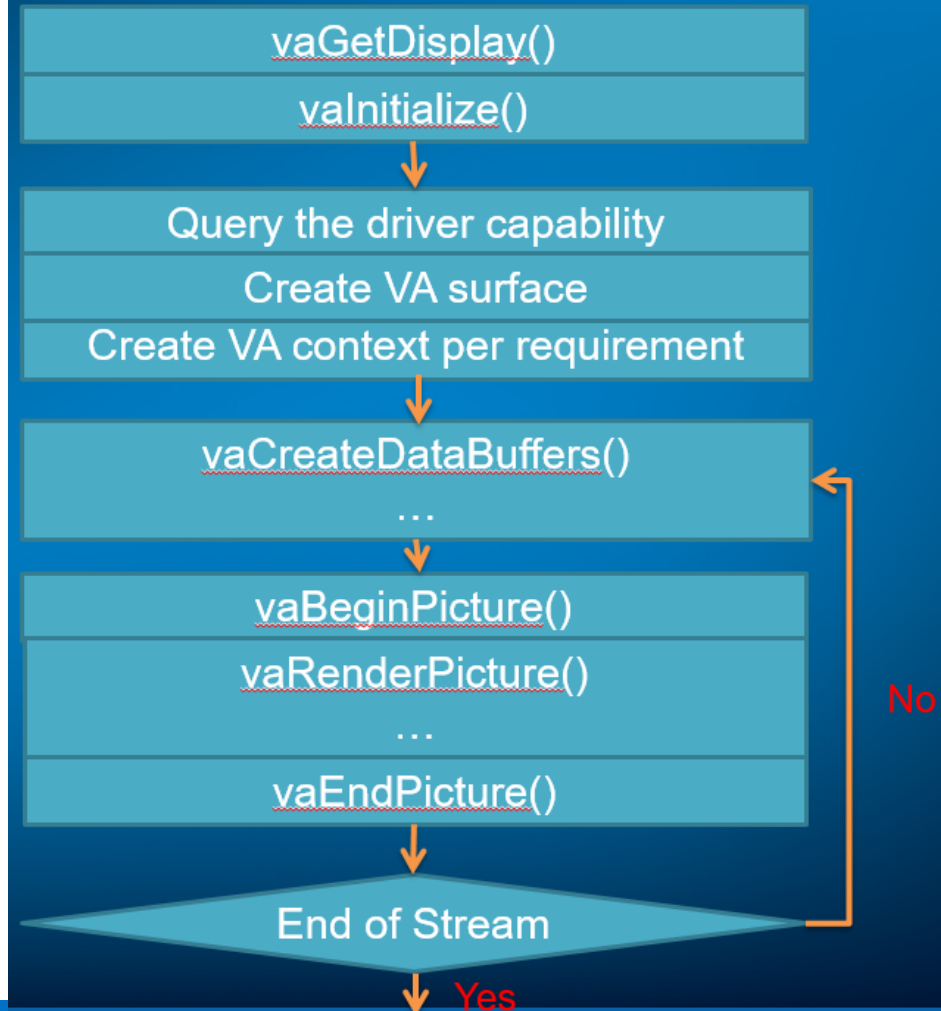 vaGetDisplay()
vaInitialize()
Query the driver capability
Create VA surface
Create VA context per requirement
vaCreateDataBuffers()
...
vaBeginPicture()
vaRenderPicture()
...
vaEndPicture()
No
End of Stream
Yes